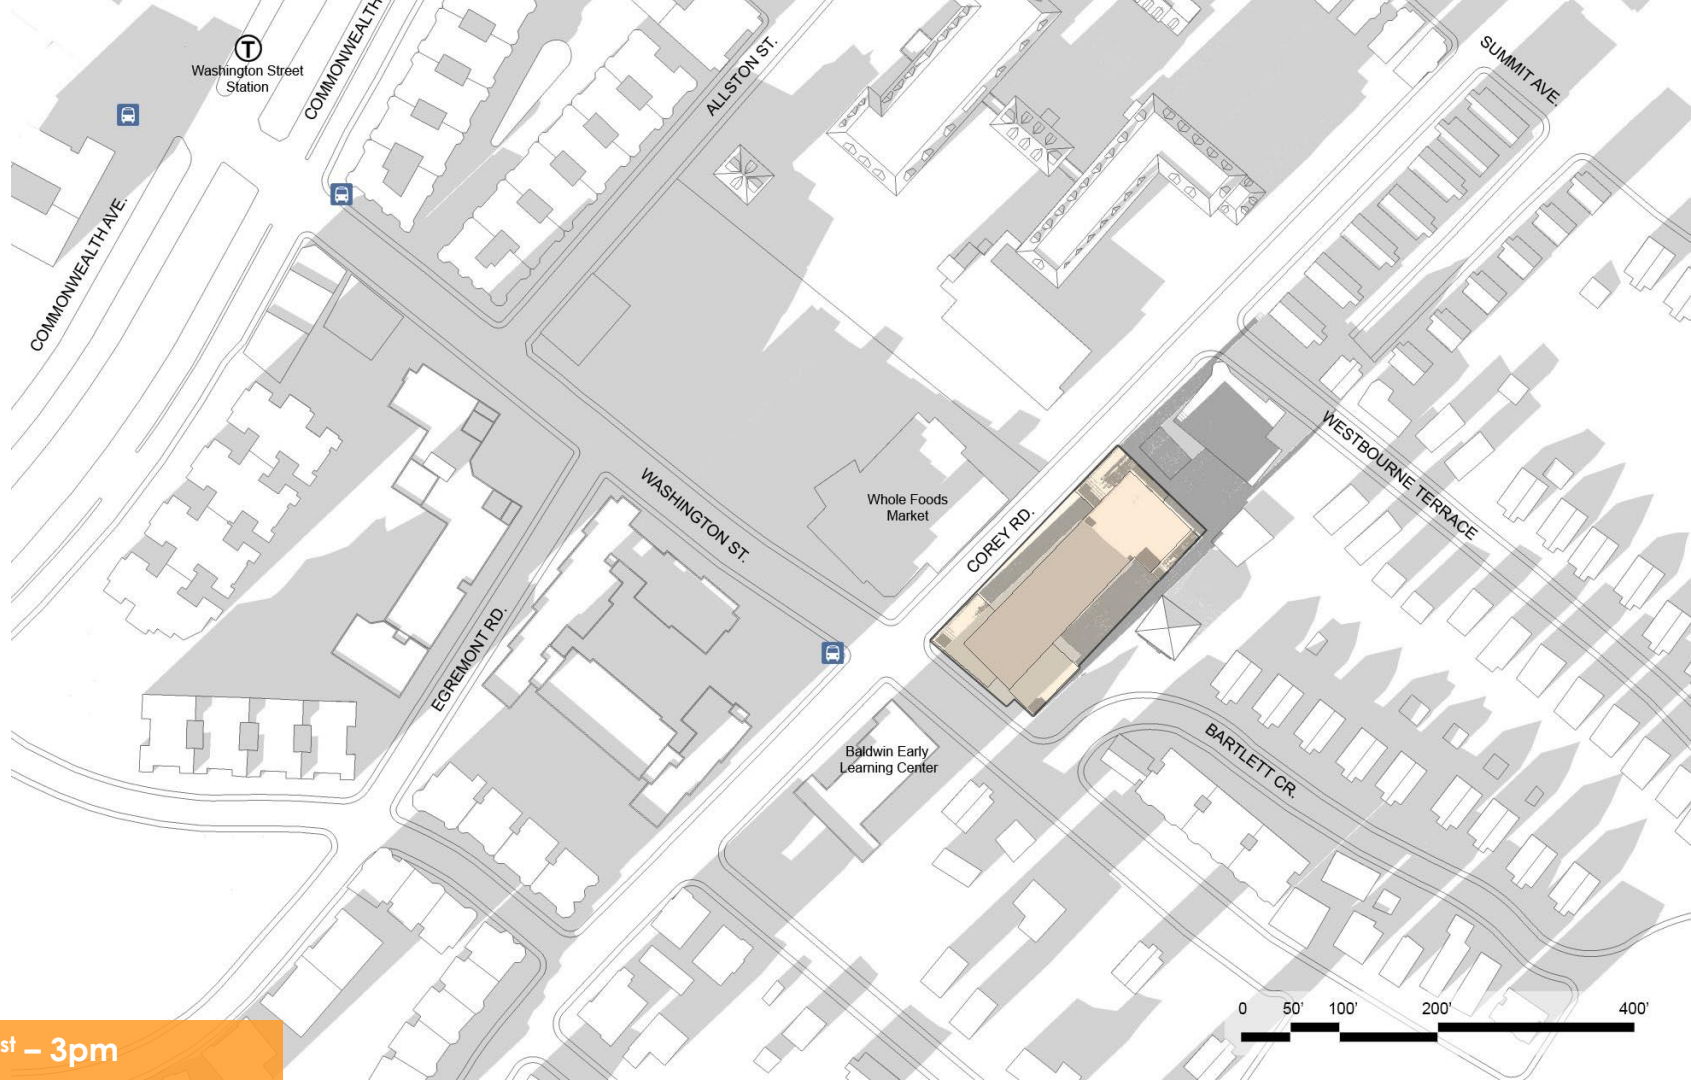 T
Washington Street
Station
COMMONWEALTH
ALLSTON ST.
SUMMIT AVE.
COMMONWEALTH AVE.
WESTBOURNE TERRACE
WASHINGTON ST.
Whole Foods
Market
COREY RD.
EGREMONT RD.
Baldwin Early
Learning Center
BARTLETT CR.
0 50' 100' 200' 400'
st – 3pm